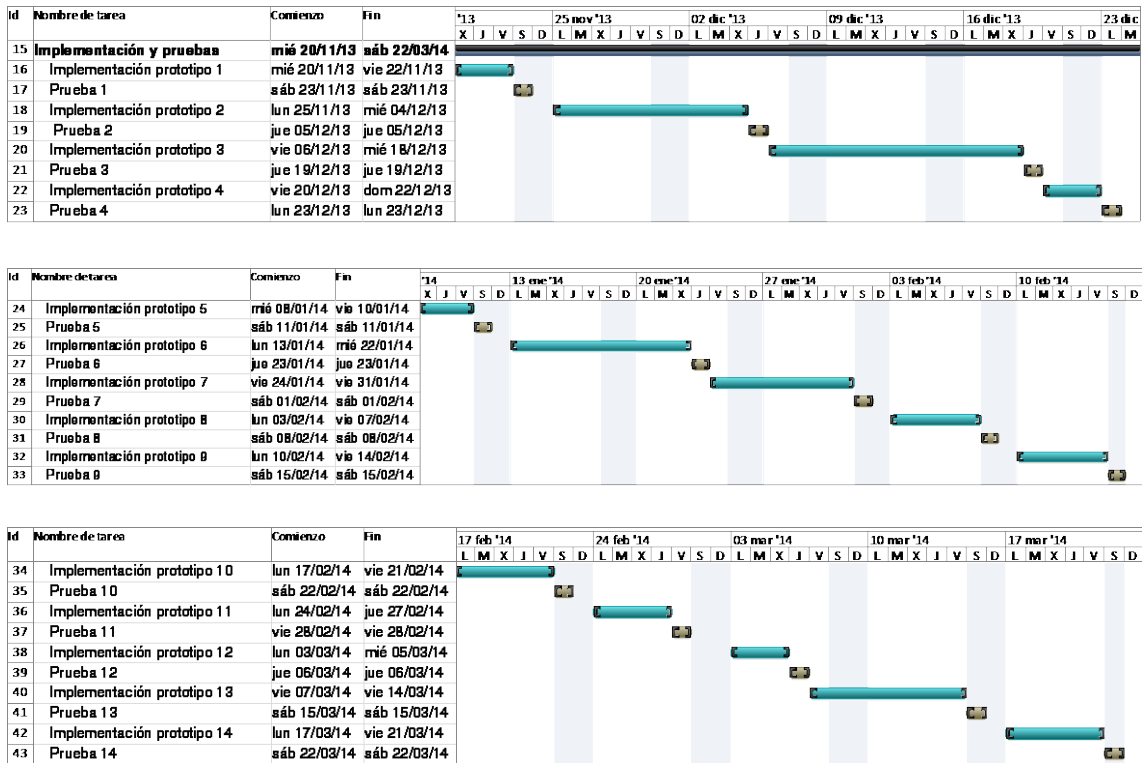 Id Nombre de tarea Comienzo Fin '13 25 nov '13 02 dic '13 09 dic '13 16 dic '13 23 dic
X J V S D L M X J V S D L M X J V S D L M X J V S D L M X J V S D L M
15 Implementación y pruebas mié 20/11/13 sáb 22/03/14
16 Implementación prototipo 1 mié 20/11/13 vie 22/11/13
17 Prueba 1 sáb 23/11/13 sáb 23/11/13
18 Implementación prototipo 2 lun 25/11/13 mié 04/12/13
19 Prueba 2 jue 05/12/13 jue 05/12/13
20 Implementación prototipo 3 vie 06/12/13 mié 18/12/13
21 Prueba 3 jue 19/12/13 jue 19/12/13
22 Implementación prototipo 4 vie 20/12/13 dom 22/12/13
23 Prueba 4 lun 23/12/13 lun 23/12/13
Id Nombre de tarea Comienzo Fin '14 13 ene '14 20 ene '14 27 ene '14 03 feb '14 10 feb '14
X J V S D L M X J V S D L M X J V S D L M X J V S D L M X J V S D L M X J V S D
24 Implementación prototipo 5 mié 08/01/14 vie 10/01/14
25 Prueba 5 sáb 11/01/14 sáb 11/01/14
26 Implementación prototipo 6 lun 13/01/14 mié 22/01/14
27 Prueba 6 jue 23/01/14 jue 23/01/14
28 Implementación prototipo 7 vie 24/01/14 vie 31/01/14
29 Prueba 7 sáb 01/02/14 sáb 01/02/14
30 Implementación prototipo 8 lun 03/02/14 vie 07/02/14
31 Prueba 8 sáb 08/02/14 sáb 08/02/14
32 Implementación prototipo 9 lun 10/02/14 vie 14/02/14
33 Prueba 9 sáb 15/02/14 sáb 15/02/14
Id Nombre de tarea Comienzo Fin 17 feb '14 24 feb '14 03 mar '14 10 mar '14 17 mar '14
L M X J V S D L M X J V S D L M X J V S D L M X J V S D L M X J V S D
34 Implementación prototipo 10 lun 17/02/14 vie 21/02/14
35 Prueba 10 sáb 22/02/14 sáb 22/02/14
36 Implementación prototipo 11 lun 24/02/14 jue 27/02/14
37 Prueba 11 vie 28/02/14 vie 28/02/14
38 Implementación prototipo 12 lun 03/03/14 mié 05/03/14
39 Prueba 12 jue 06/03/14 jue 06/03/14
40 Implementación prototipo 13 vie 07/03/14 vie 14/03/14
41 Prueba 13 sáb 15/03/14 sáb 15/03/14
42 Implementación prototipo 14 lun 17/03/14 vie 21/03/14
43 Prueba 14 sáb 22/03/14 sáb 22/03/14